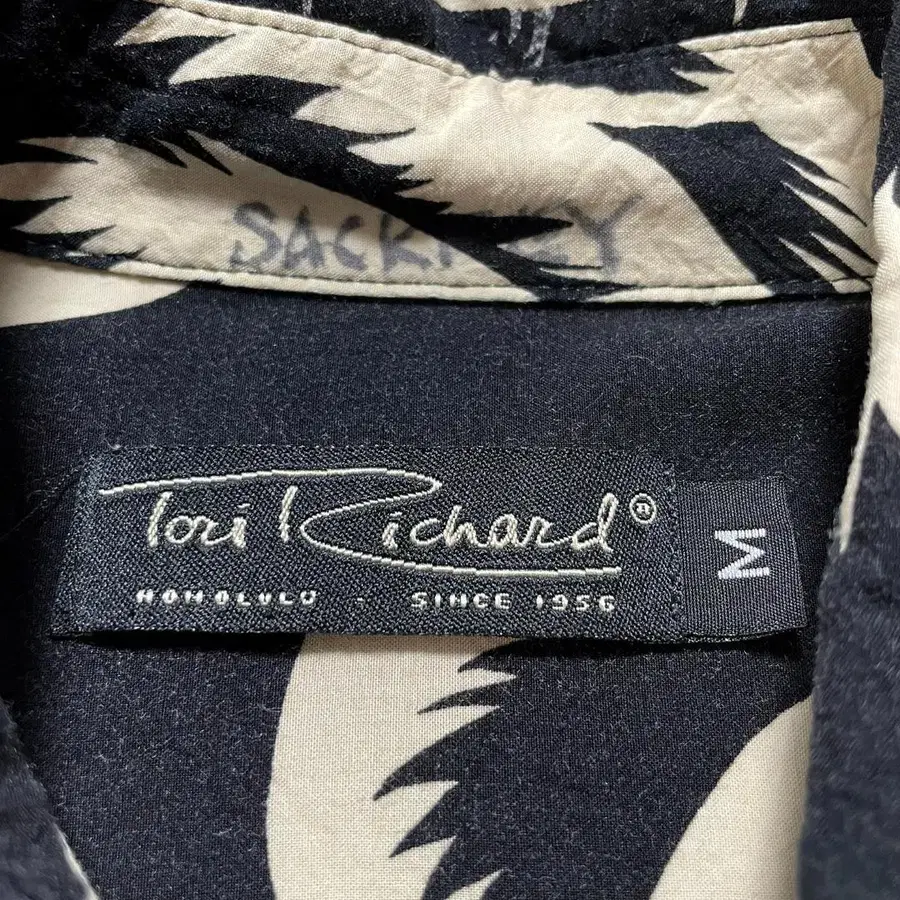 Tori Richard®
HONOLULU - SINCE 1956
M